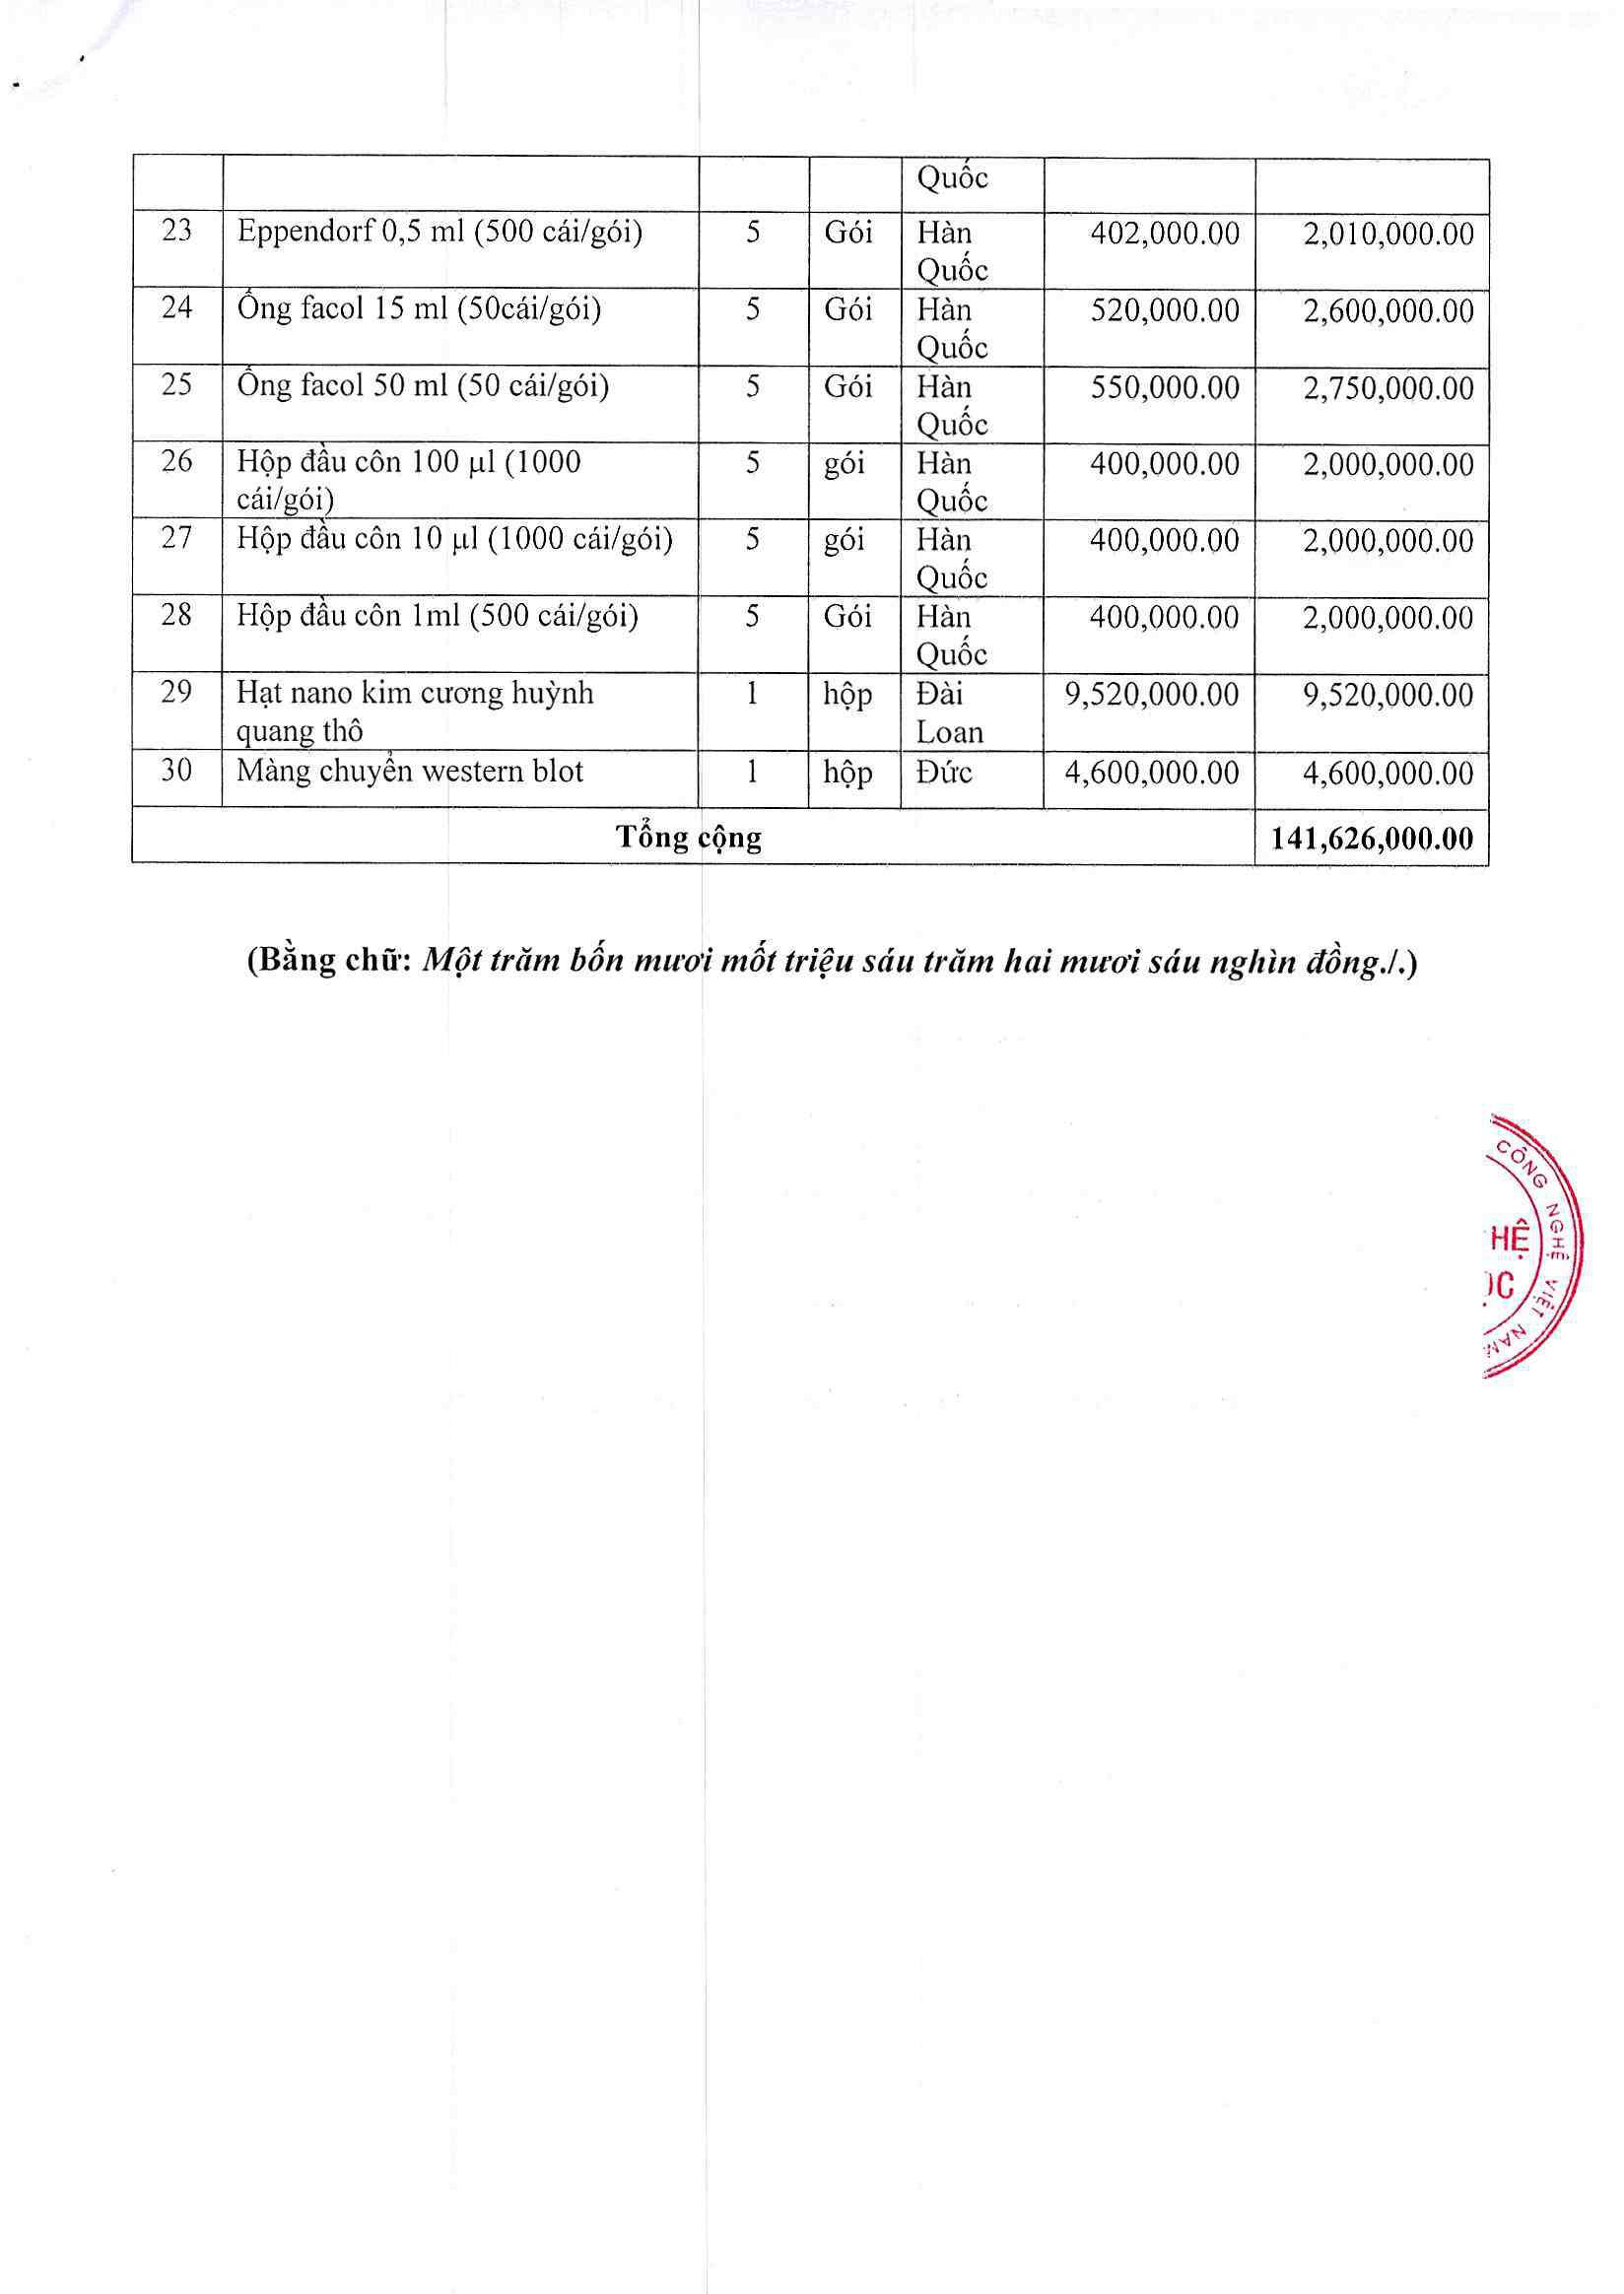 Quốc
23 Eppendorf 0,5 ml (500 cái/gói) 5 Gói Hàn Quốc 402,000.00 2,010,000.00
24 Ống facol 15 ml (50cái/gói) 5 Gói Hàn Quốc 520,000.00 2,600,000.00
25 Ống facol 50 ml (50 cái/gói) 5 Gói Hàn Quốc 550,000.00 2,750,000.00
26 Hộp đầu côn 100 µl (1000 cái/gói) 5 gói Hàn Quốc 400,000.00 2,000,000.00
27 Hộp đầu côn 10 µl (1000 cái/gói) 5 gói Hàn Quốc 400,000.00 2,000,000.00
28 Hộp đầu côn 1ml (500 cái/gói) 5 Gói Hàn Quốc 400,000.00 2,000,000.00
29 Hạt nano kim cương huỳnh quang thô 1 hộp Đài Loan 9,520,000.00 9,520,000.00
30 Màng chuyển western blot 1 hộp Đức 4,600,000.00 4,600,000.00
Tổng cộng 141,626,000.00
(Bằng chữ: Một trăm bốn mươi mốt triệu sáu trăm hai mươi sáu nghìn đồng./.)
CÔNG NGHỆ VIỆT NAM
HỆ
ỌC